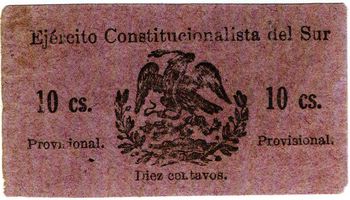 Ejército Constitucionalista del Sur
10 cs. 10 cs.
Provisional. Provisional.
Diez centavos.